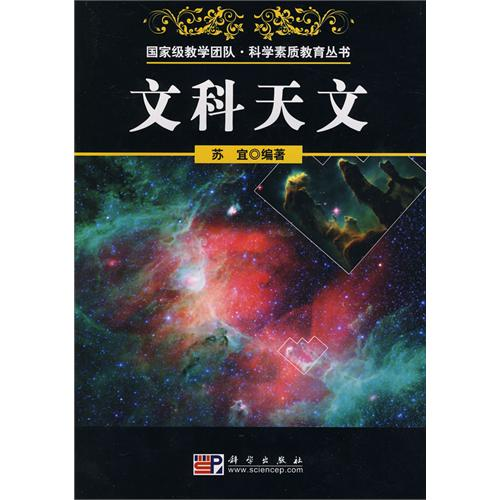 国家级教学团队·科学素质教育丛书
文科天文
苏 宜◎编著
SP
科学出版社
www.sciencep.com